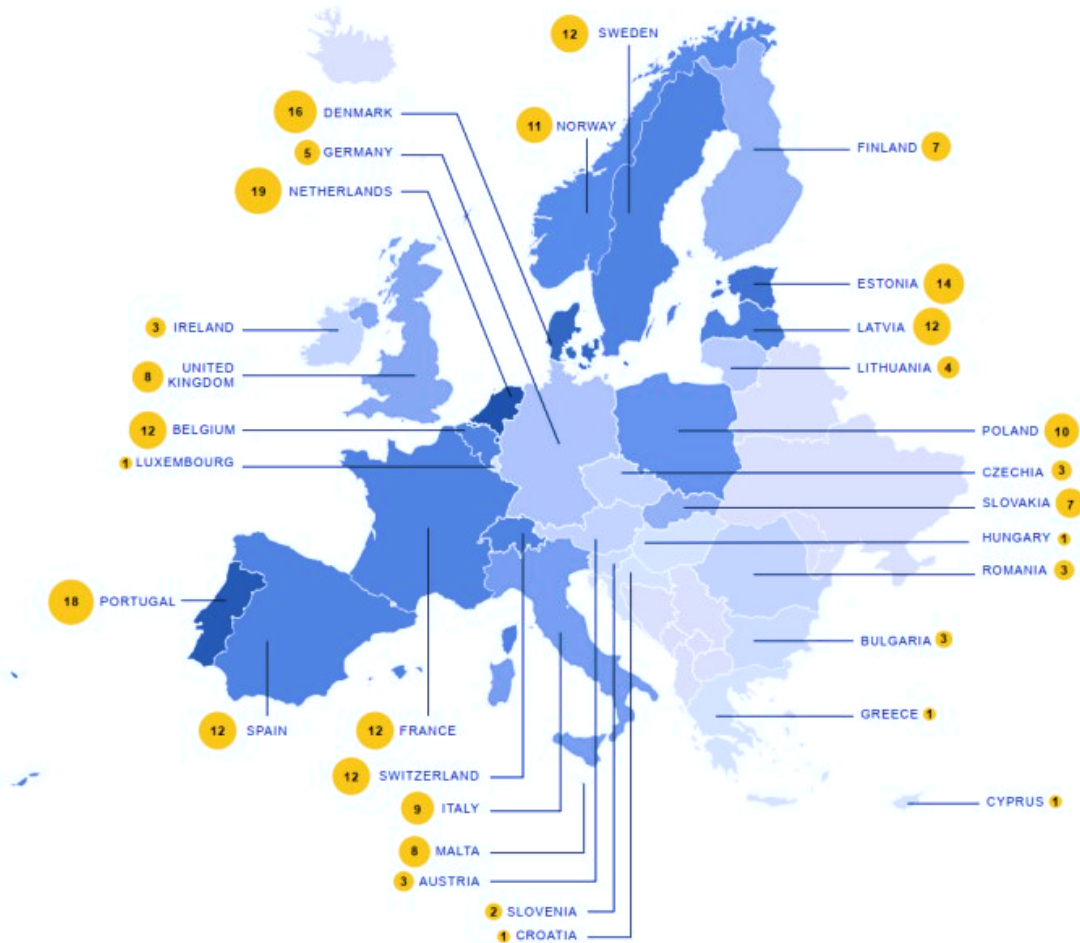 12 SWEDEN
16 DENMARK
11 NORWAY
5 GERMANY
FINLAND 7
19 NETHERLANDS
ESTONIA 14
3 IRELAND
LATVIA 12
8 UNITED
KINGDOM
LITHUANIA 4
12 BELGIUM
POLAND 10
1 LUXEMBOURG
CZECHIA 3
SLOVAKIA 7
HUNGARY 1
ROMANIA 3
18 PORTUGAL
BULGARIA 3
GREECE 1
12 SPAIN
12 FRANCE
12 SWITZERLAND
CYPRUS 1
9 ITALY
8 MALTA
3 AUSTRIA
2 SLOVENIA
1 CROATIA